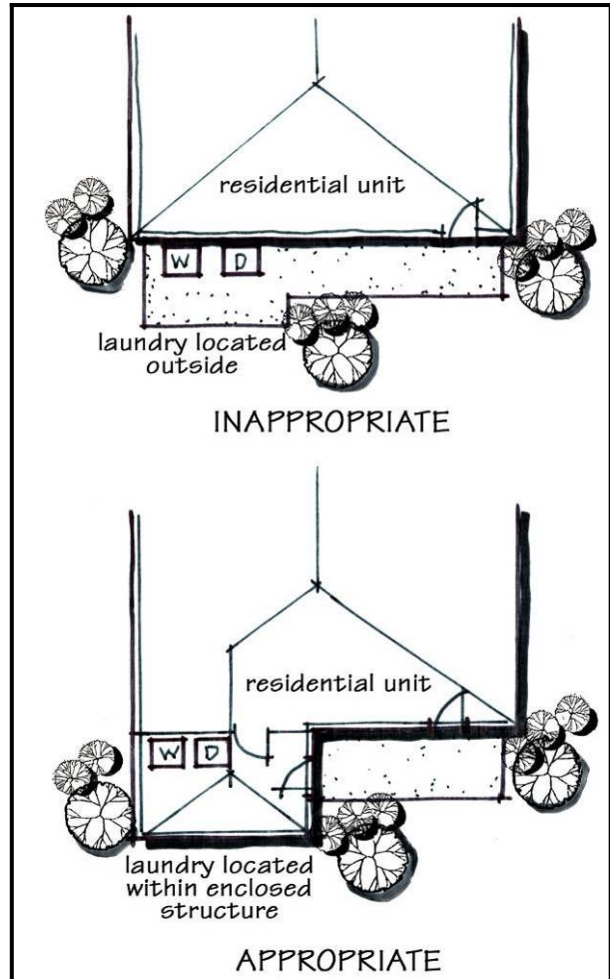 residential unit
W D
laundry located
outside
INAPPROPRIATE
residential unit
W D
laundry located
within enclosed
structure
APPROPRIATE